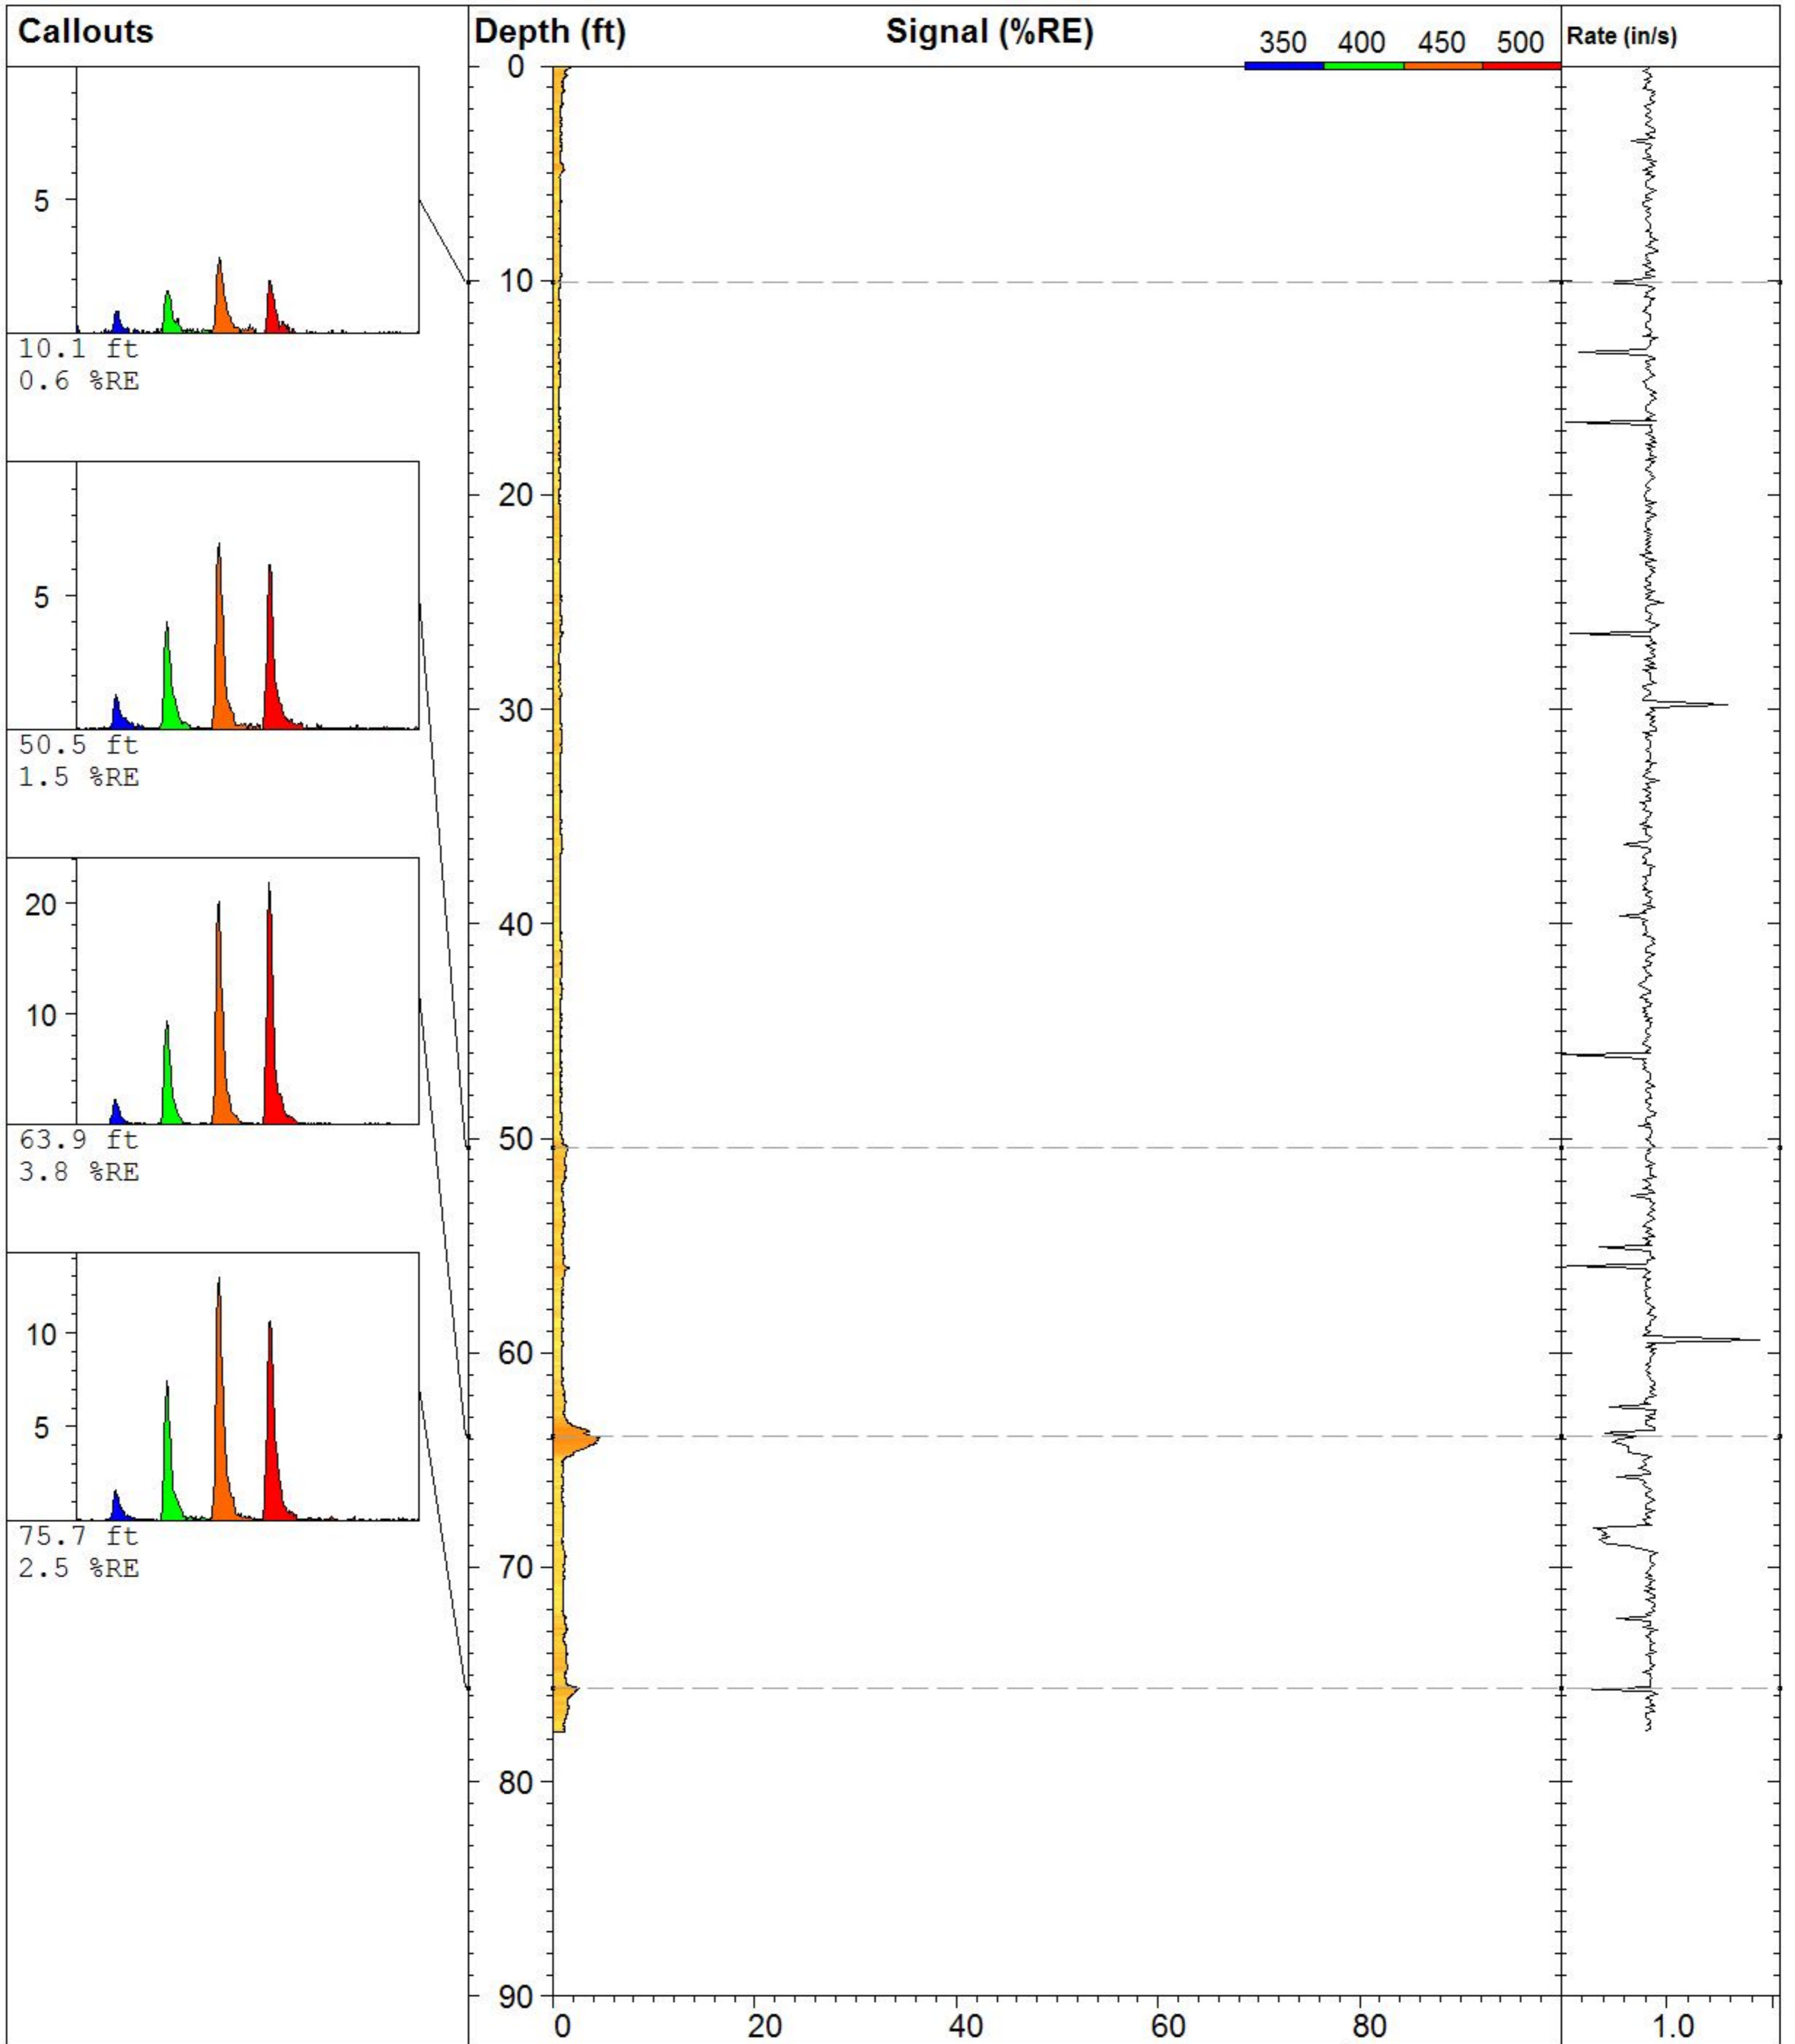 Callouts
Depth (ft)
Signal (%RE)
350 400 450 500
Rate (in/s)
5
10.1 ft
0.6 %RE
5
50.5 ft
1.5 %RE
20
10
63.9 ft
3.8 %RE
10
5
75.7 ft
2.5 %RE
0
10
20
30
40
50
60
70
80
90
0 20 40 60 80
1.0